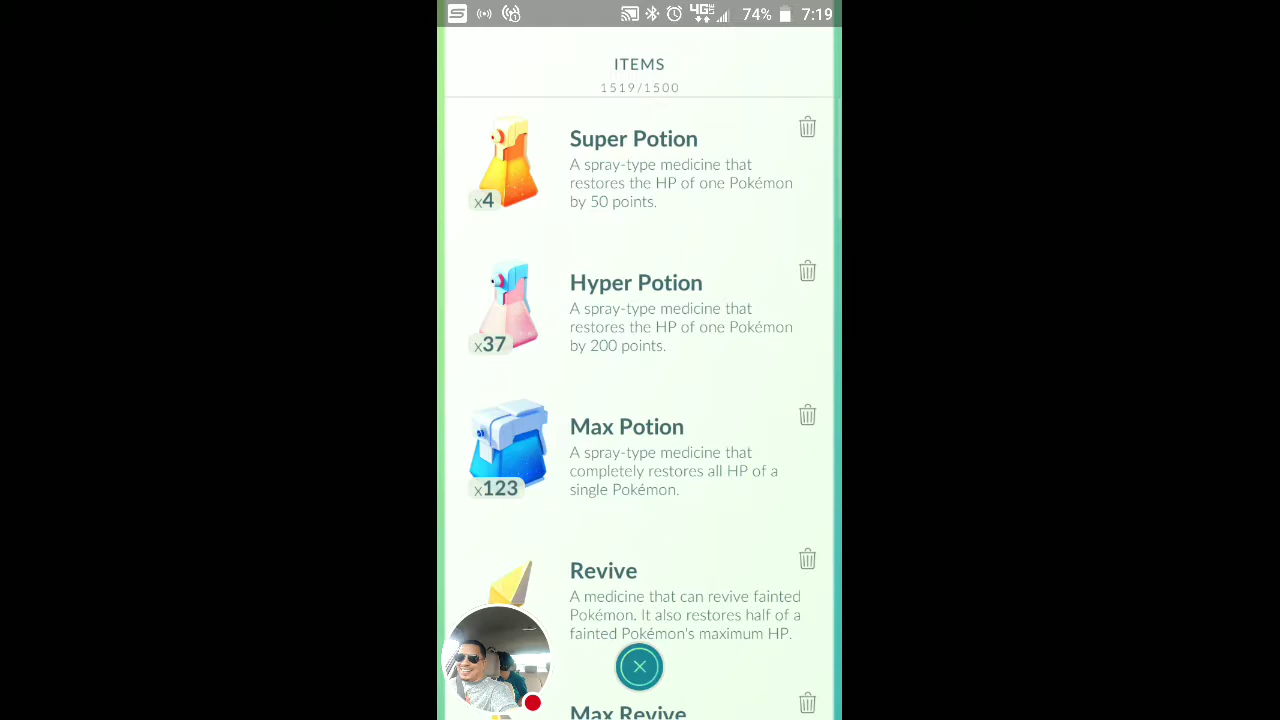 S 4G LTE 74% 7:19
ITEMS
1519/1500
Super Potion
A spray-type medicine that
restores the HP of one Pokémon
by 50 points.
x4
Hyper Potion
A spray-type medicine that
restores the HP of one Pokémon
by 200 points.
x37
Max Potion
A spray-type medicine that
completely restores all HP of a
single Pokémon.
x123
Revive
A medicine that can revive fainted
Pokémon. It also restores half of a
fainted Pokémon's maximum HP.
Max Revive